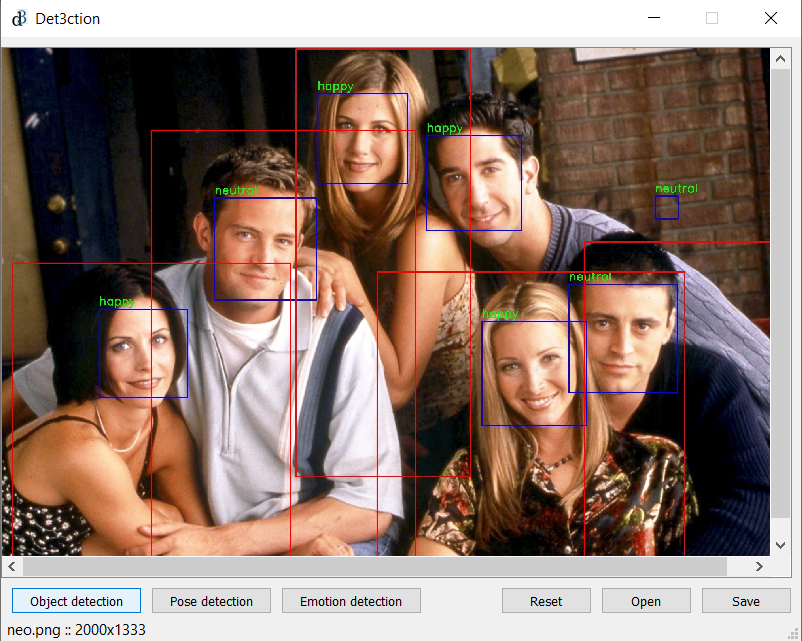 Det3ction
happy
happy
neutral
neutral
neutral
happy
happy
Object detection
Pose detection
Emotion detection
Reset
Open
Save
neo.png :: 2000x1333